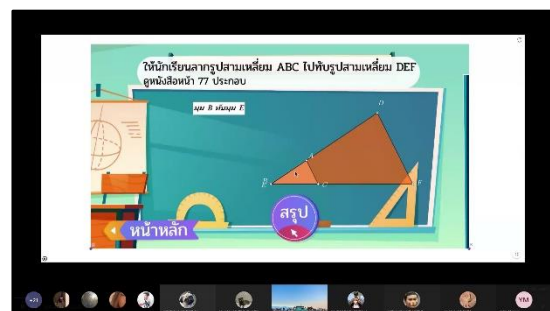 ให้นักเรียนลากรูปสามเหลี่ยม ABC ไปทับรูปสามเหลี่ยม DEF
ดูหนังสือหน้า 77 ประกอบ
มุม B ทับมุม E
D
A
B
E
C
F
สรุป
หน้าหลัก
YM